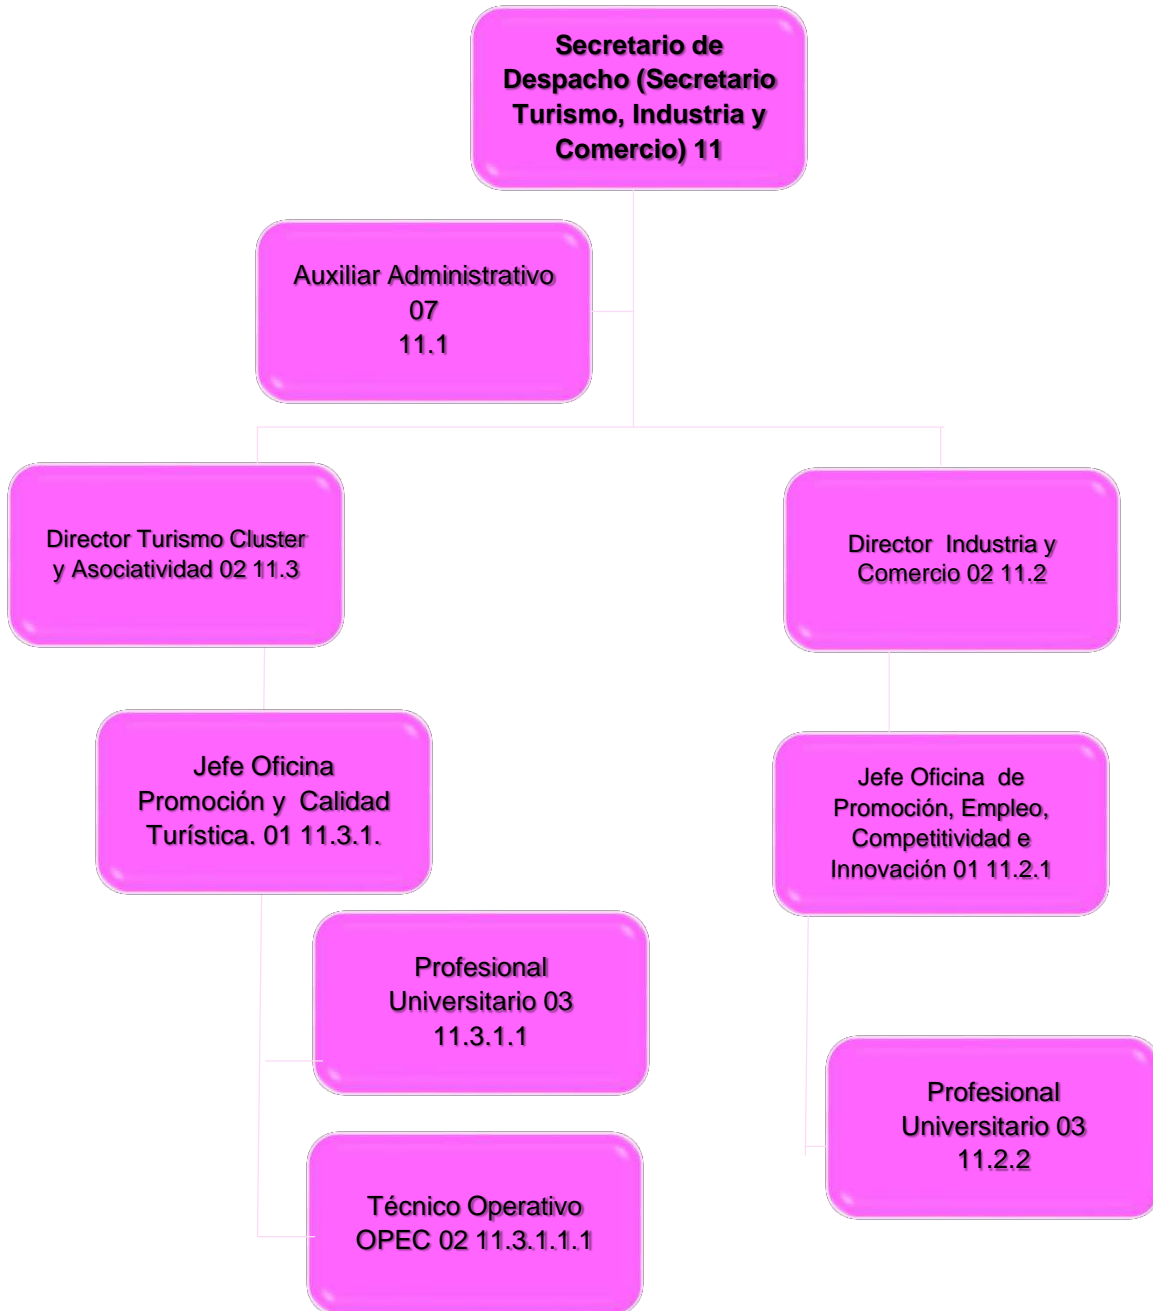 Secretario de
Despacho (Secretario
Turismo, Industria y
Comercio) 11
Auxiliar Administrativo
07
11.1
Director Turismo Cluster
y Asociatividad 02 11.3
Director Industria y
Comercio 02 11.2
Jefe Oficina
Promoción y Calidad
Turística. 01 11.3.1.
Jefe Oficina de
Promoción, Empleo,
Competitividad e
Innovación 01 11.2.1
Profesional
Universitario 03
11.3.1.1
Profesional
Universitario 03
11.2.2
Técnico Operativo
OPEC 02 11.3.1.1.1